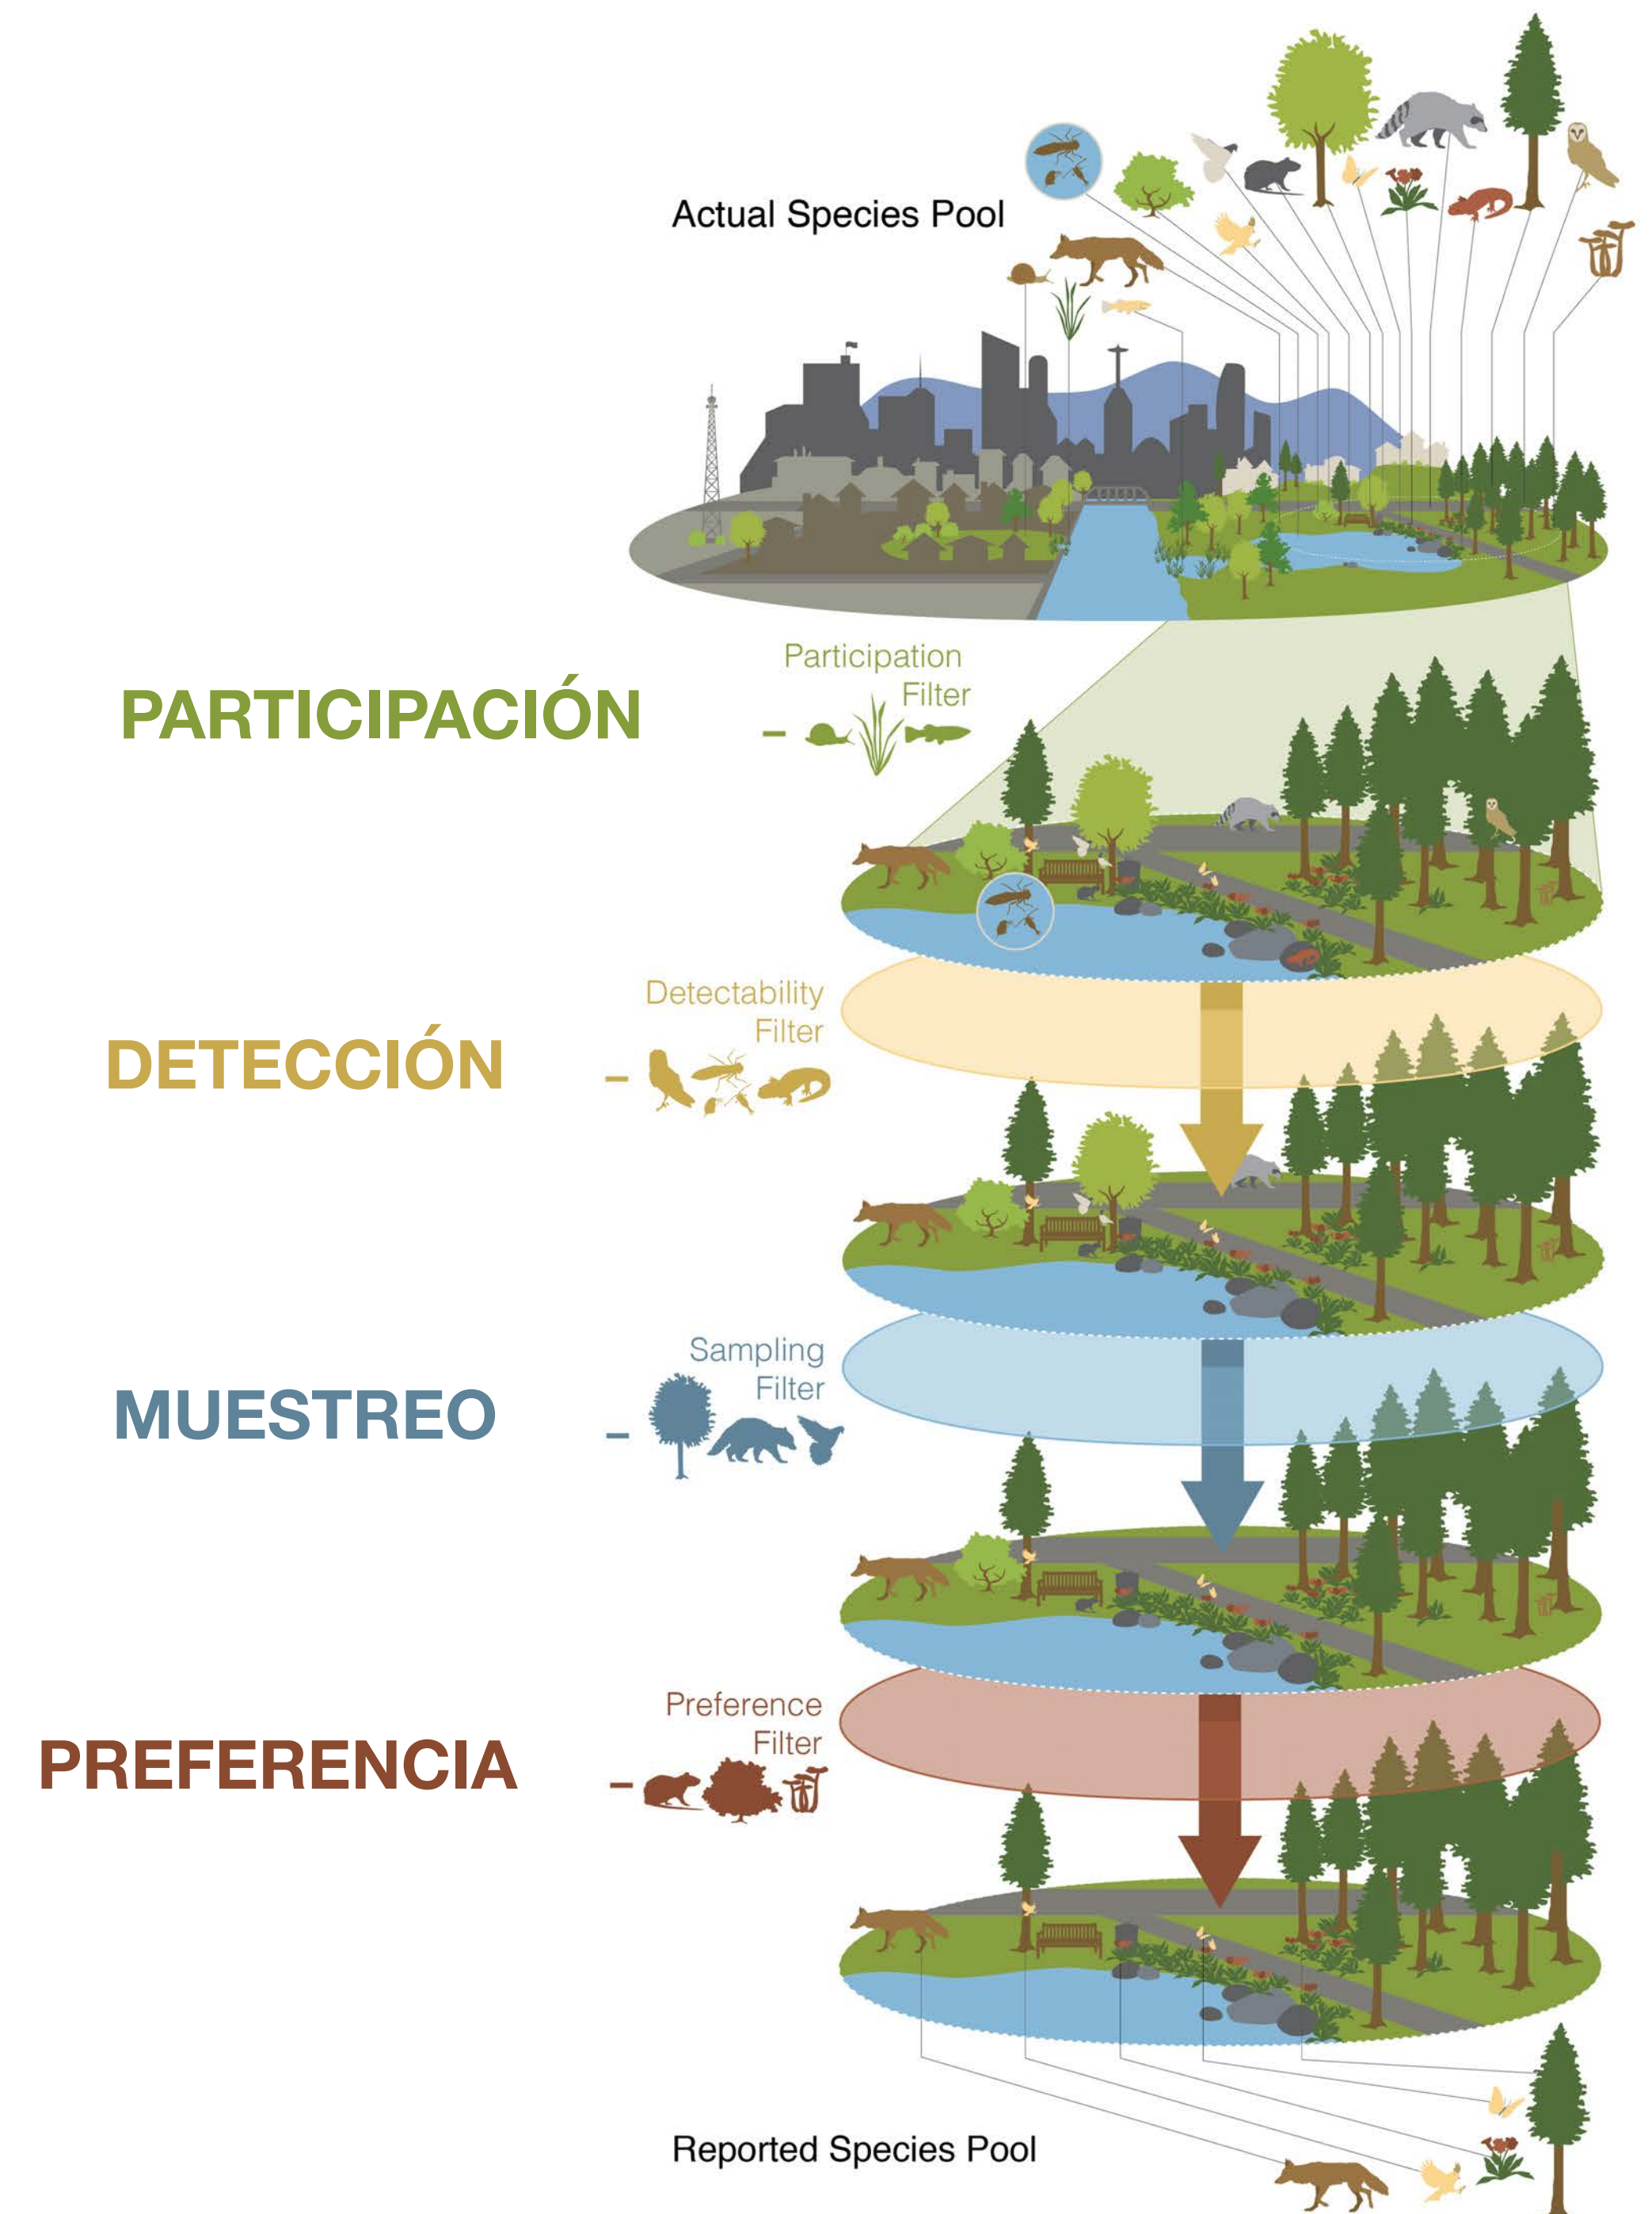 Actual Species Pool
Participation
Filter
PARTICIPACIÓN
Detectability
Filter
DETECCIÓN
Sampling
Filter
MUESTREO
Preference
Filter
PREFERENCIA
Reported Species Pool